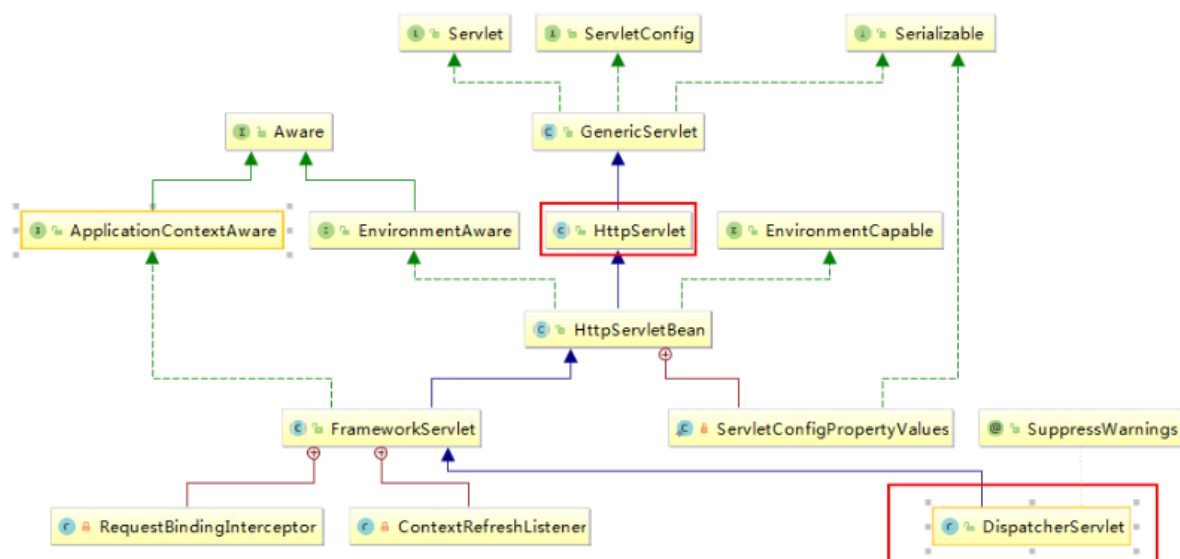 Servlet
ServletConfig
Serializable
Aware
GenericServlet
ApplicationContextAware
EnvironmentAware
HttpServlet
EnvironmentCapable
HttpServletBean
FrameworkServlet
ServletConfigPropertyValues
SuppressWarnings
RequestBindingInterceptor
ContextRefreshListener
DispatcherServlet